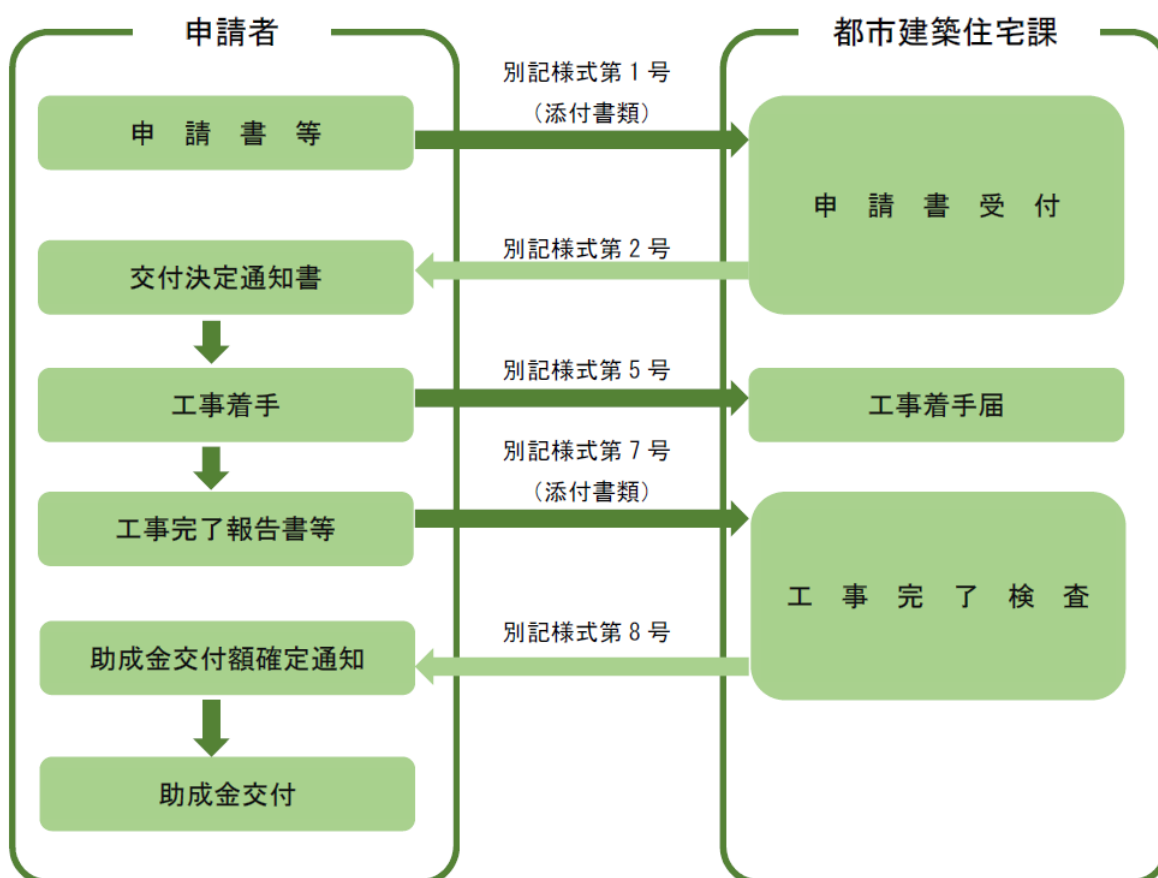 申請者
都市建築住宅課
別記様式第1号
（添付書類）
申 請 書 等
申 請 書 受 付
別記様式第2号
交付決定通知書
別記様式第5号
工事着手
工事着手届
別記様式第7号
（添付書類）
工事完了報告書等
工 事 完 了 検 査
別記様式第8号
助成金交付額確定通知
助成金交付